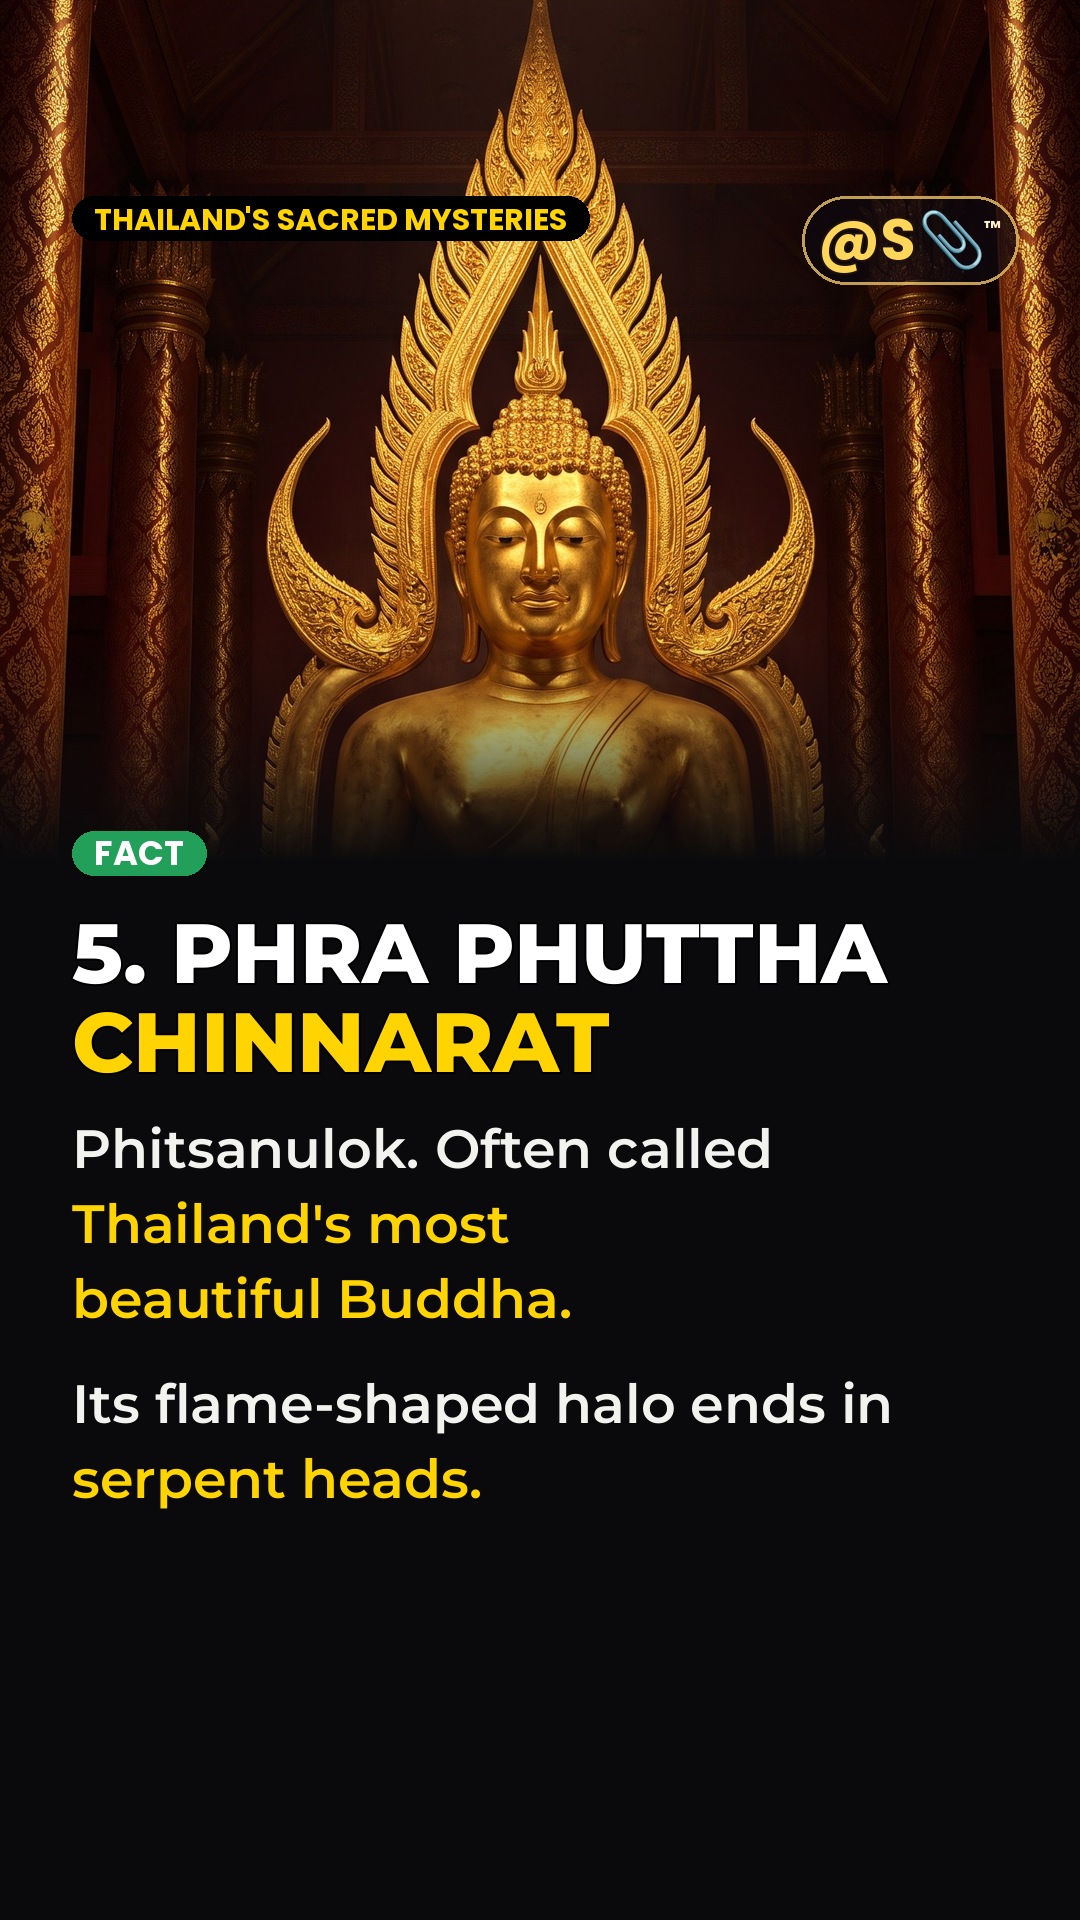 THAILAND'S SACRED MYSTERIES
@S📎™
FACT
5. PHRA PHUTTHA
CHINNARAT
Phitsanulok. Often called
Thailand's most
beautiful Buddha.
Its flame-shaped halo ends in
serpent heads.